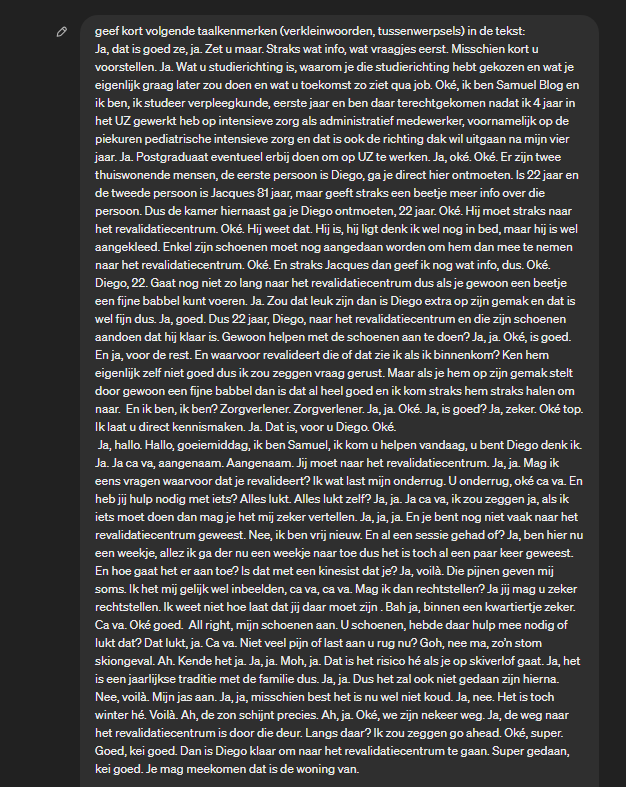 geef kort volgende taalkenmerken (verkleinwoorden, tussenwerpsels) in de tekst:
Ja, dat is goed ze, ja. Zet u maar. Straks wat info, wat vraagjes eerst. Misschien kort u
voorstellen. Ja. Wat u studierichting is, waarom je die studierichting hebt gekozen en wat je
eigenlijk graag later zou doen en wat u toekomst zo ziet qua job. Oké, ik ben Samuel Blog en
ik ben, ik studeer verpleegkunde, eerste jaar en ben daar terechtgekomen nadat ik 4 jaar in
het UZ gewerkt heb op intensieve zorg als administratief medewerker, voornamelijk op de
piekuren pediatrische intensieve zorg en dat is ook de richting dak wil uitgaan na mijn vier
jaar. Ja. Postgraduaat eventueel erbij doen om op UZ te werken. Ja, oké. Oké. Er zijn twee
thuiswonende mensen, de eerste persoon is Diego, ga je direct hier ontmoeten. Is 22 jaar en
de tweede persoon is Jacques 81 jaar, maar geeft straks een beetje meer info over die
persoon. Dus de kamer hiernaast ga je Diego ontmoeten, 22 jaar. Oké. Hij moet straks naar
het revalidatiecentrum. Oké. Hij weet dat. Hij is, hij ligt denk ik wel nog in bed, maar hij is wel
aangekleed. Enkel zijn schoenen moet nog aangedaan worden om hem dan mee te nemen
naar het revalidatiecentrum. Oké. En straks Jacques dan geef ik nog wat info, dus. Oké.
Diego, 22. Gaat nog niet zo lang naar het revalidatiecentrum dus als je gewoon een beetje
een fijne babbel kunt voeren. Ja. Zou dat leuk zijn dan is Diego extra op zijn gemak en dat is
wel fijn dus. Ja, goed. Dus 22 jaar, Diego, naar het revalidatiecentrum en die zijn schoenen
aandoen dat hij klaar is. Gewoon helpen met de schoenen aan te doen? Ja, ja. Oké, is goed.
En ja, voor de rest. En waarvoor revalideert die of dat zie ik als ik binnenkom? Ken hem
eigenlijk zelf niet goed dus ik zou zeggen vraag gerust. Maar als je hem op zijn gemak stelt
door gewoon een fijne babbel dan is dat al heel goed en ik kom straks hem straks halen om
naar.  En ik ben, ik ben? Zorgverlener. Zorgverlener. Ja, ja. Oké. Ja, is goed? Ja, zeker. Oké top.
Ik laat u direct kennismaken. Ja. Dat is, voor u Diego. Oké.
Ja, hallo. Hallo, goeiemiddag, ik ben Samuel, ik kom u helpen vandaag, u bent Diego denk ik.
Ja. Ja ca va, aangenaam. Aangenaam. Jij moet naar het revalidatiecentrum. Ja, ja. Mag ik
eens vragen waarvoor dat je revalideert? Ik wat last mijn onderrug. U onderrug, oké ca va. En
heb jij hulp nodig met iets? Alles lukt. Alles lukt zelf? Ja, ja. Ja ca va, ik zou zeggen ja, als ik
iets moet doen dan mag je het mij zeker vertellen. Ja, ja, ja. En je bent nog niet vaak naar het
revalidatiecentrum geweest. Nee, ik ben vrij nieuw. En al een sessie gehad of? Ja, ben hier nu
een weekje, allez ik ga der nu een weekje naar toe dus het is toch al een paar keer geweest.
En hoe gaat het er aan toe? Is dat met een kinesist dat je? Ja, voilà. Die pijnen geven mij
soms. Ik het mij gelijk wel inbeelden, ca va, ca va. Mag ik dan rechtstellen? Ja jij mag u zeker
rechtstellen. Ik weet niet hoe laat dat jij daar moet zijn . Bah ja, binnen een kwartiertje zeker.
Ca va. Oké goed.  All right, mijn schoenen aan. U schoenen, hebde daar hulp mee nodig of
lukt dat? Dat lukt, ja. Ca va. Niet veel pijn of last aan u rug nu? Goh, nee ma, zo'n stom
skiongeval. Ah. Kende het ja. Ja, ja. Moh, ja. Dat is het risico hé als je op skiverlof gaat. Ja, het
is een jaarlijkse traditie met de familie dus. Ja, ja. Dus het zal ook niet gedaan zijn hierna.
Nee, voilà. Mijn jas aan. Ja, ja, misschien best het is nu wel niet koud. Ja, nee. Het is toch
winter hé. Voilà. Ah, de zon schijnt precies. Ah, ja. Oké, we zijn nekeer weg. Ja, de weg naar
het revalidatiecentrum is door die deur. Langs daar? Ik zou zeggen go ahead. Oké, super.
Goed, kei goed. Dan is Diego klaar om naar het revalidatiecentrum te gaan. Super gedaan,
kei goed. Je mag meekomen dat is de woning van.